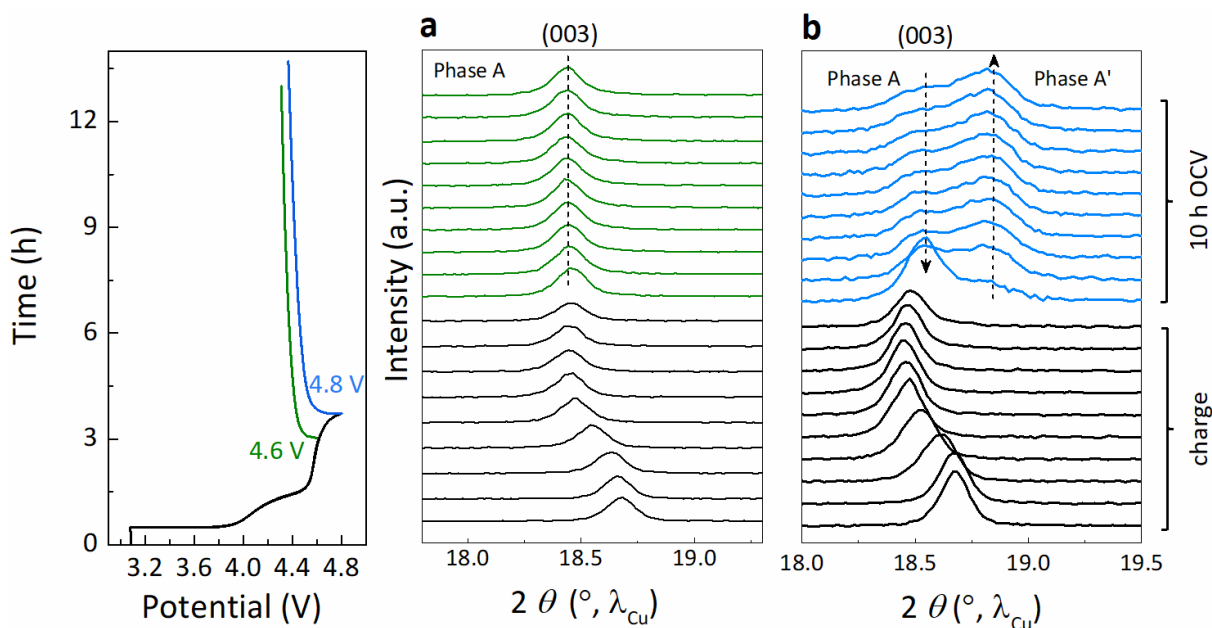 Time (h)
12
9
6
3
0
4.8 V
4.6 V
3.2 3.6 4.0 4.4 4.8
Potential (V)
a
(003)
Phase A
Intensity (a.u.)
18.0 18.5 19.0
2 θ (°, λCu)
b
(003)
Phase A Phase A'
10 h OCV
charge
18.0 18.5 19.0 19.5
2 θ (°, λCu)